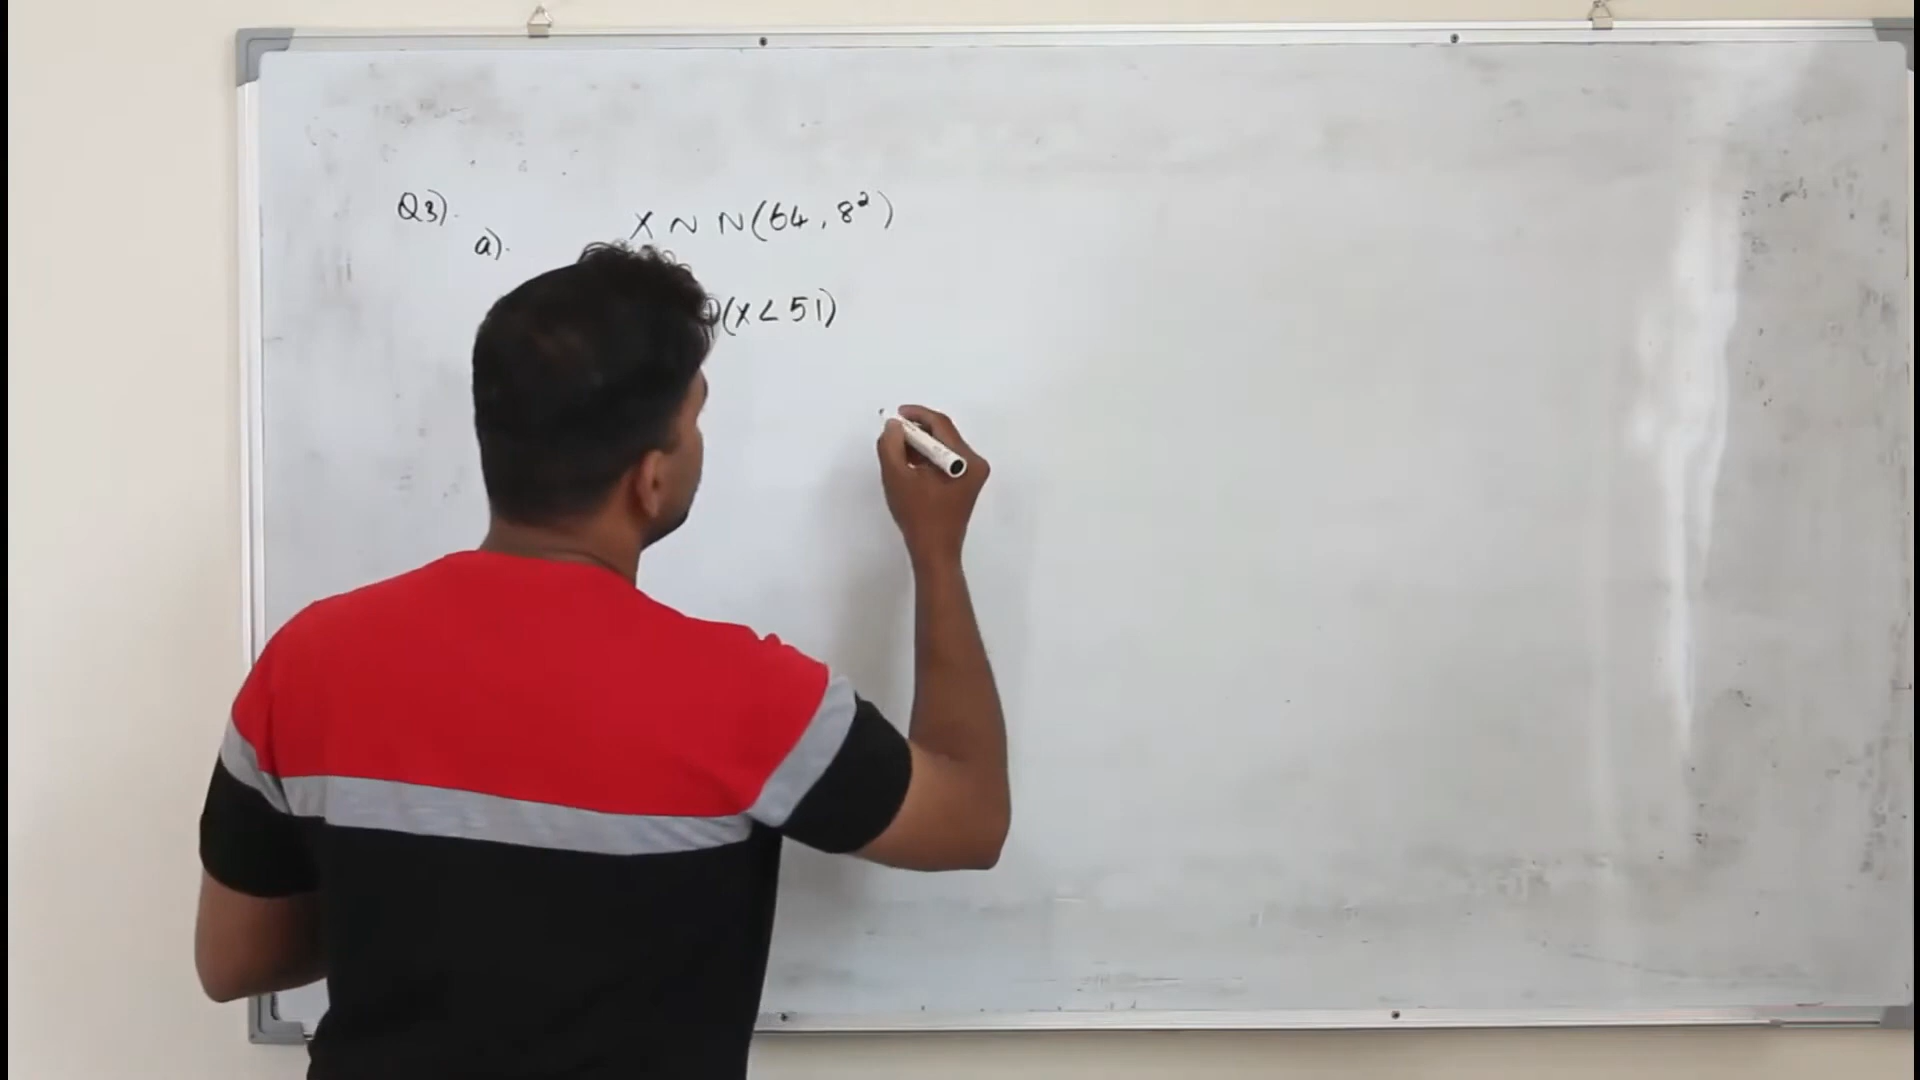 Q3).
a). X ~ N(64, 8²)
(X < 51)